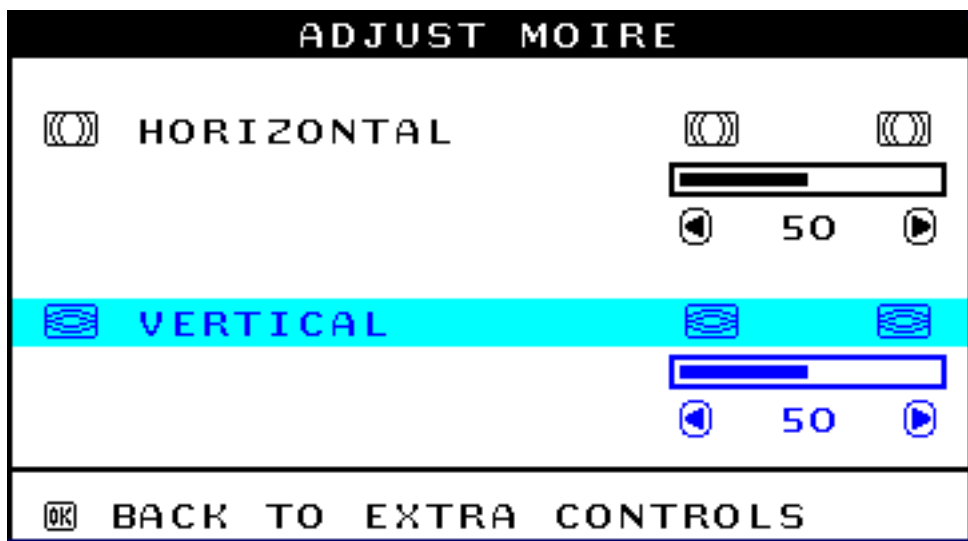 ADJUST MOIRE
HORIZONTAL
50
VERTICAL
50
OK BACK TO EXTRA CONTROLS